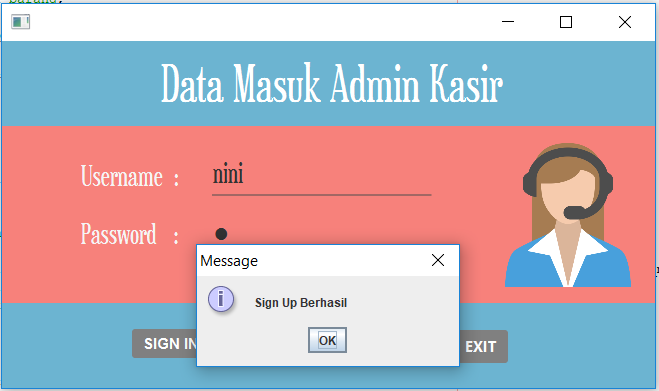 Data Masuk Admin Kasir
Username :
nini
Password :
Message
Sign Up Berhasil
OK
SIGN IN
EXIT